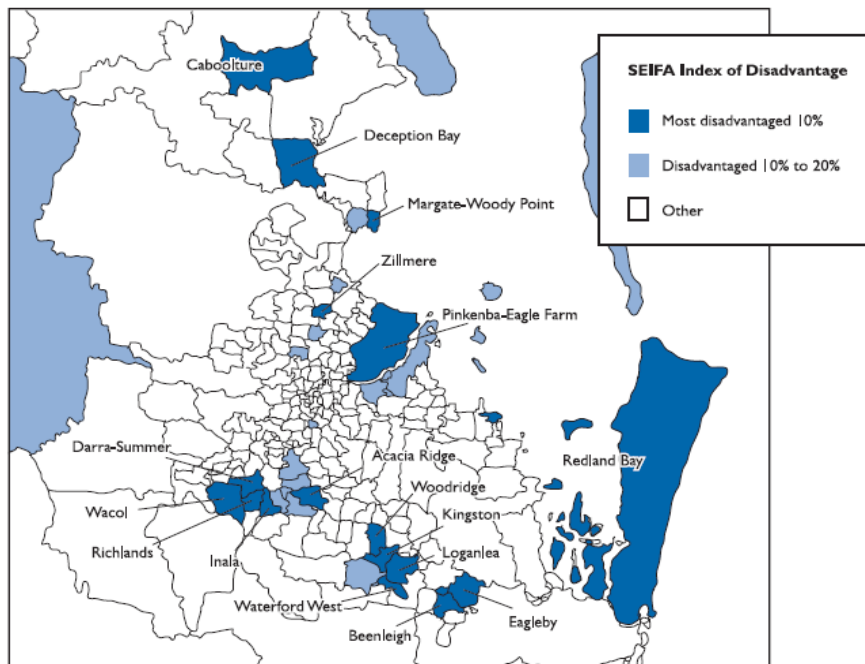 Caboolture
SEIFA Index of Disadvantage
Most disadvantaged 10%
Disadvantaged 10% to 20%
Other
Deception Bay
Margate-Woody Point
Zillmere
Pinkenba-Eagle Farm
Darra-Summer
Acacia Ridge
Redland Bay
Woodridge
Wacol
Kingston
Richlands
Inala
Loganlea
Waterford West
Beenleigh
Eagleby